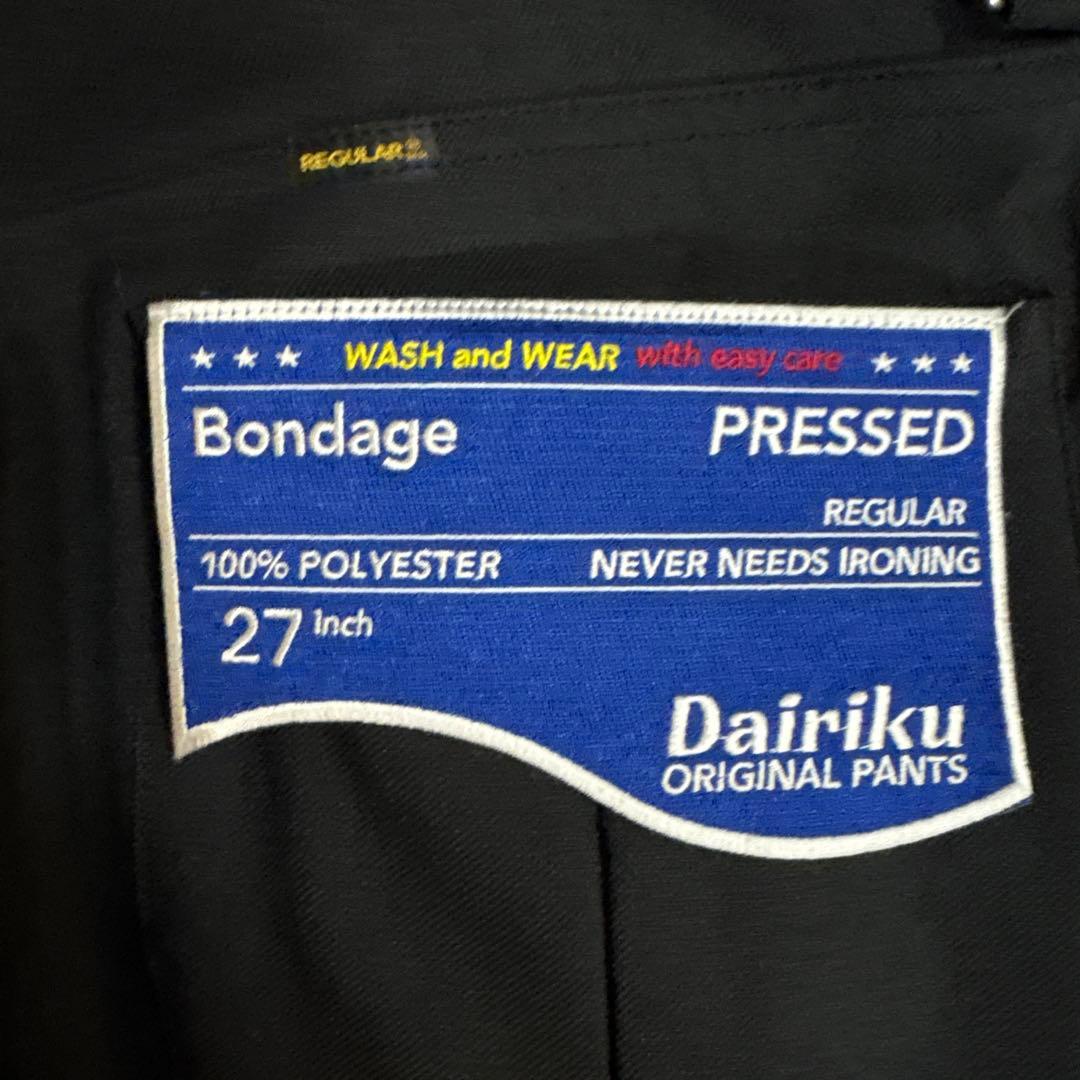 REGULAR
★ ★ ★ WASH and WEAR with easy care ★ ★ ★
Bondage PRESSED
REGULAR
100% POLYESTER NEVER NEEDS IRONING
27 Inch
Dairiku
ORIGINAL PANTS